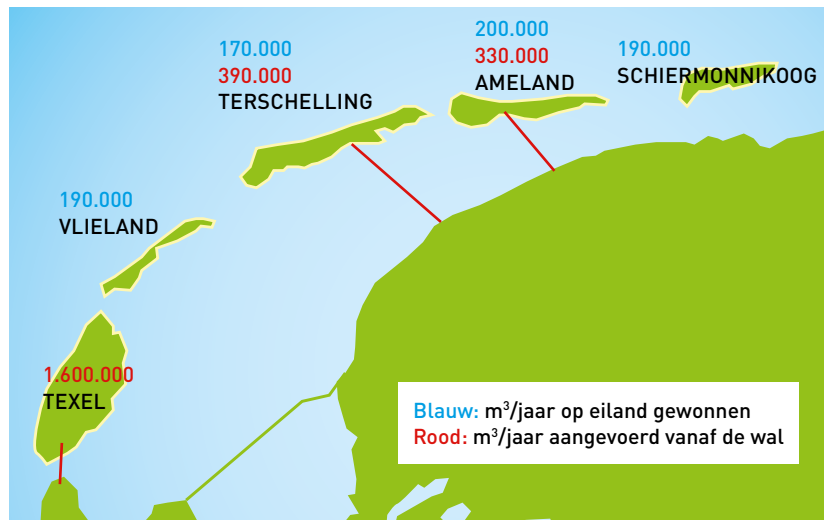 170.000
390.000
TERSCHELLING
200.000
330.000
AMELAND
190.000
SCHIERMONNIKOOG
190.000
VLIELAND
1.600.000
TEXEL
Blauw: m³/jaar op eiland gewonnen
Rood: m³/jaar aangevoerd vanaf de wal